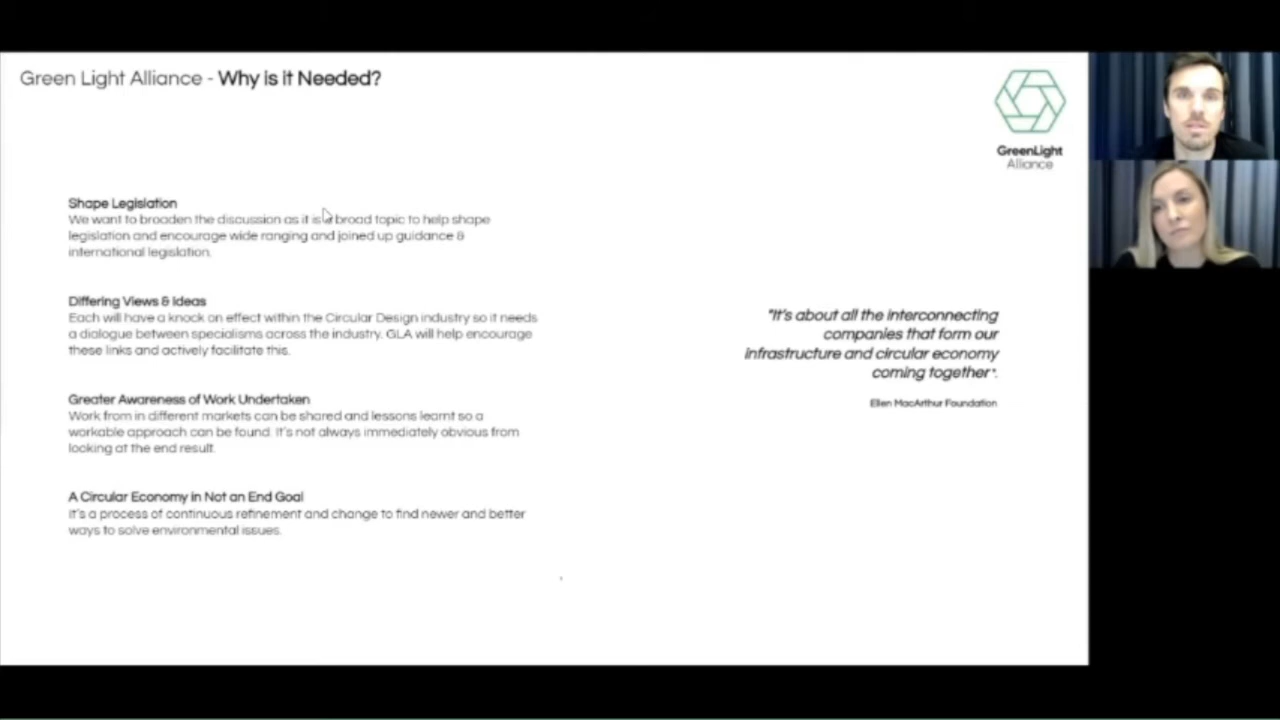 Green Light Alliance - Why is it Needed?
GreenLight
Alliance
Shape Legislation
We want to broaden the discussion as it is a broad topic to help shape
legislation and encourage wide ranging and joined up guidance &
international legislation.
Differing Views & Ideas
Each will have a knock on effect within the Circular Design industry so it needs
a dialogue between specialisms across the industry. GLA will help encourage
these links and actively facilitate this.
Greater Awareness of Work Undertaken
Work from in different markets can be shared and lessons learnt so a
workable approach can be found. It's not always immediately obvious from
looking at the end result.
A Circular Economy in Not an End Goal
It's a process of continuous refinement and change to find newer and better
ways to solve environmental issues.
"It's about all the interconnecting
companies that form our
infrastructure and circular economy
coming together".
Ellen MacArthur Foundation